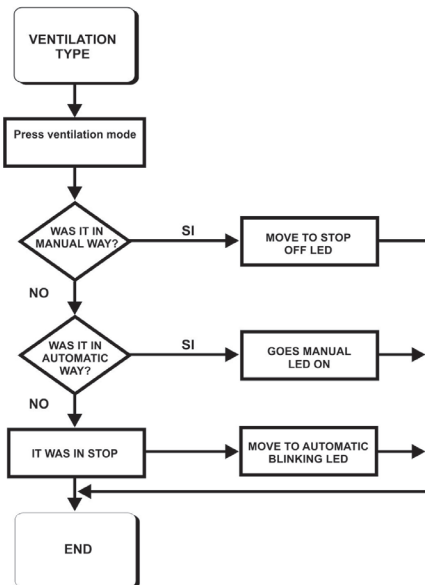 VENTILATION
TYPE
Press ventilation mode
WAS IT IN
MANUAL WAY?
SI
MOVE TO STOP
OFF LED
NO
WAS IT IN
AUTOMATIC
WAY?
SI
GOES MANUAL
LED ON
NO
IT WAS IN STOP
MOVE TO AUTOMATIC
BLINKING LED
END